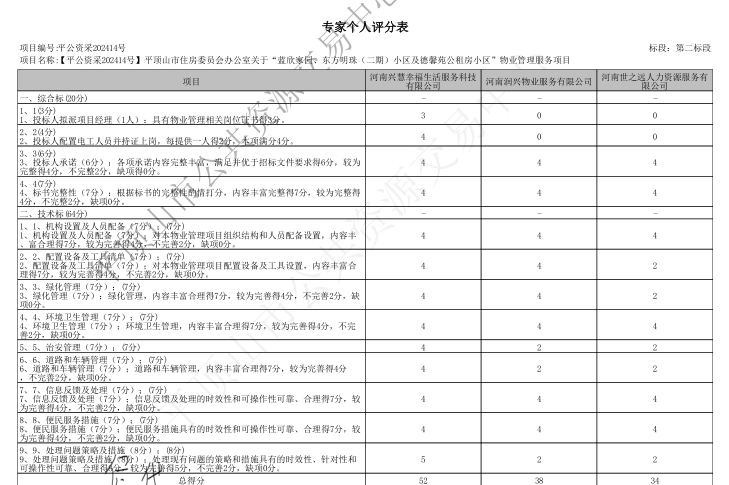 专家个人评分表
项目编号:平公资采202414号 标段: 第二标段
项目名称:【平公资采202414号】平顶山市住房委员会办公室关于“蓝欣家园、东方明珠（二期）小区及德馨苑公租房小区”物业管理服务项目
项目 河南兴慧幸福生活服务科技有限公司 河南润兴物业服务有限公司 河南世之远人力资源服务有限公司
一、综合标(20分) — — —
1、1(3分)
1、投标人拟派项目经理（1人）: 具有物业管理相关岗位证书得3分。 3 0 0
2、2(4分)
2、投标人配置电工人员并持证上岗, 每提供一人得2分, 本项满分4分。 4 0 0
3、3(6分)
3、投标人承诺（6分）: 各项承诺内容完整丰富, 满足并优于招标文件要求得6分, 较为
完整得4分, 不完整2分, 缺项得0分。 4 4 4
4、4(7分)
4、标书完整性（7分）: 根据标书的完整性酌情打分, 内容丰富完整得7分, 较为完整得
4分, 不完整2分, 缺项0分。 4 4 4
二、技术标(64分) — — —
1、1、机构设置及人员配备（7分）; (7分)
1、机构设置及人员配备（7分）; 对本物业管理项目组织结构和人员配备设置, 内容丰
富合理得7分, 较为完善得4分, 不完善2分, 缺项0分。 4 4 4
2、2、配置设备及工具清单（7分）; (7分)
2、配置设备及工具清单（7分）; 对本物业管理项目配置设备及工具设置, 内容丰富合
理得7分, 较为完善得4分, 不完善2分, 缺项0分。 4 4 2
3、3、绿化管理（7分）; (7分)
3、绿化管理（7分）; 绿化管理, 内容丰富合理得7分, 较为完善得4分, 不完善2分, 缺
项0分。 4 4 2
4、4、环境卫生管理（7分）; (7分)
4、环境卫生管理（7分）; 环境卫生管理, 内容丰富合理得7分, 较为完善得4分, 不完
善2分, 缺项0分。 4 4 4
5、5、治安管理（7分）; (7分) 4 2 2
6、6、道路和车辆管理（7分）; (7分)
6、道路和车辆管理（7分）; 道路和车辆管理, 内容丰富合理得7分, 较为完善得4分
, 不完善2分, 缺项0分。 4 2 2
7、7、信息反馈及处理（7分）; (7分)
7、信息反馈及处理（7分）; 信息反馈及处理的时效性和可操作性可靠、合理得7分, 较
为完善得4分, 不完善2分, 缺项0分。 4 4 4
8、8、便民服务措施（7分）; (7分)
8、便民服务措施（7分）; 便民服务措施具有的时效性和可操作性可靠、合理得7分, 较
为完善得4分, 不完善2分, 缺项0分。 4 4 4
9、9、处理问题策略及措施（8分）; (8分)
9、处理问题策略及措施（8分）; 处理现有问题的策略和措施具有的时效性、针对性和
可操作性可靠、合理得8分, 较为完善得5分, 不完善2分, 缺项0分。 5 2 2
总得分 52 38 34
平顶山市公共资源交易中心
平顶山市公共资源交易中